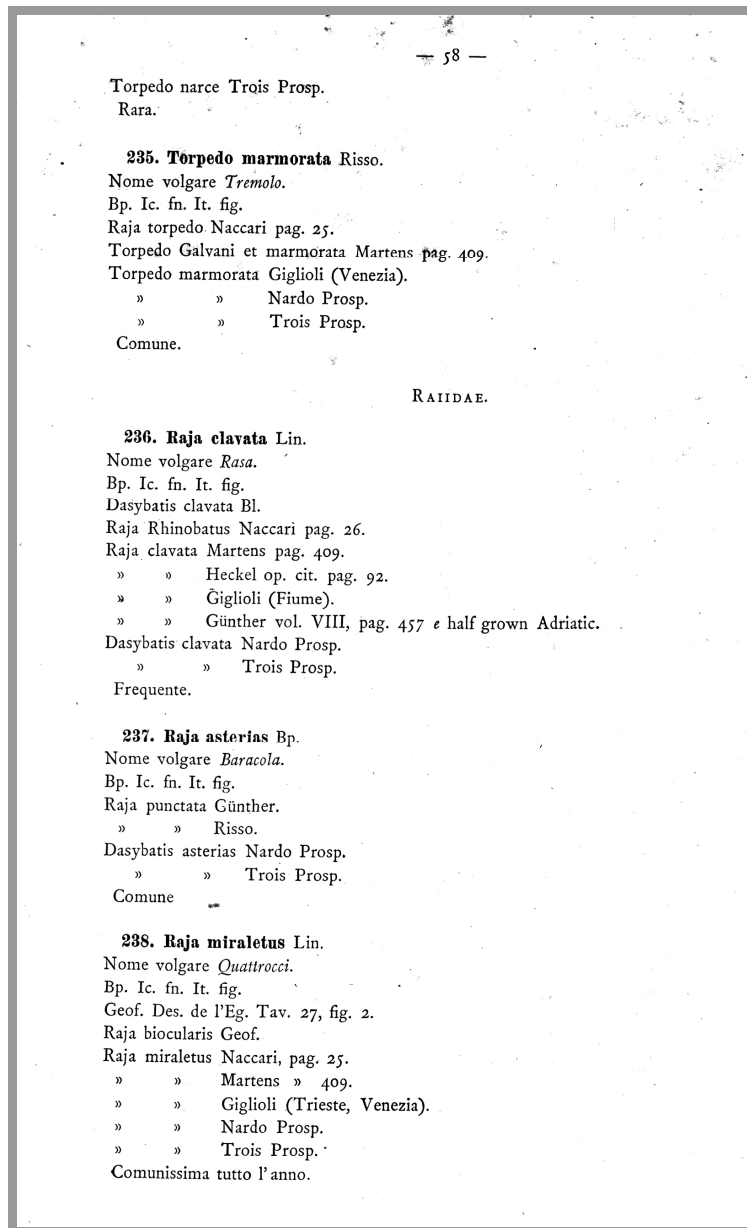 — 58 —
Torpedo narce Trois Prosp.
Rara.
235. Torpedo marmorata Risso.
Nome volgare Tremolo.
Bp. Ic. fn. It. fig.
Raja torpedo Naccari pag. 25.
Torpedo Galvani et marmorata Martens pag. 409.
Torpedo marmorata Giglioli (Venezia).
» » Nardo Prosp.
» » Trois Prosp.
Comune.
RAIIDAE.
236. Raja clavata Lin.
Nome volgare Rasa.
Bp. Ic. fn. It. fig.
Dasybatis clavata Bl.
Raja Rhinobatus Naccari pag. 26.
Raja clavata Martens pag. 409.
» » Heckel op. cit. pag. 92.
» » Giglioli (Fiume).
» » Günther vol. VIII, pag. 457 e half grown Adriatic.
Dasybatis clavata Nardo Prosp.
» » Trois Prosp.
Frequente.
237. Raja asterias Bp.
Nome volgare Baracola.
Bp. Ic. fn. It. fig.
Raja punctata Günther.
» » Risso.
Dasybatis asterias Nardo Prosp.
» » Trois Prosp.
Comune
238. Raja miraletus Lin.
Nome volgare Quattrocci.
Bp. Ic. fn. It. fig.
Geof. Des. de l'Eg. Tav. 27, fig. 2.
Raja biocularis Geof.
Raja miraletus Naccari, pag. 25.
» » Martens » 409.
» » Giglioli (Trieste, Venezia).
» » Nardo Prosp.
» » Trois Prosp.
Comunissima tutto l'anno.